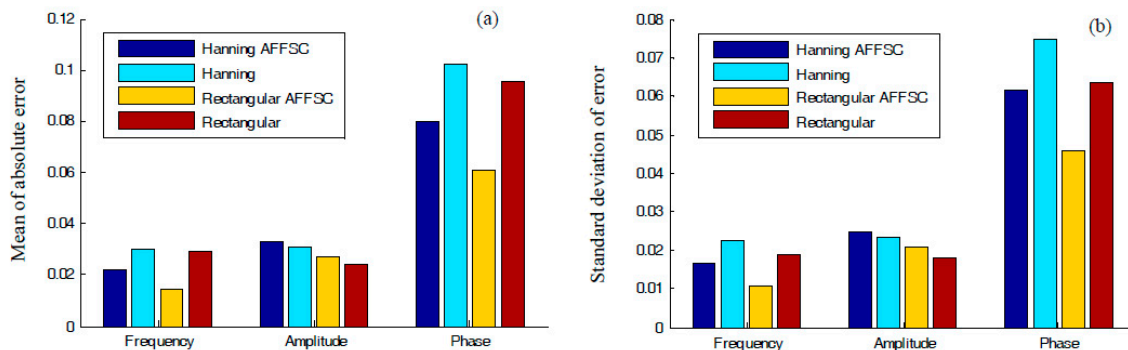 (a)
0.12
0.1
0.08
0.06
0.04
0.02
0
Mean of absolute error
Hanning AFFSC
Hanning
Rectangular AFFSC
Rectangular
Frequency
Amplitude
Phase
(b)
0.08
0.07
0.06
0.05
0.04
0.03
0.02
0.01
0
Standard deviation of error
Hanning AFFSC
Hanning
Rectangular AFFSC
Rectangular
Frequency
Amplitude
Phase